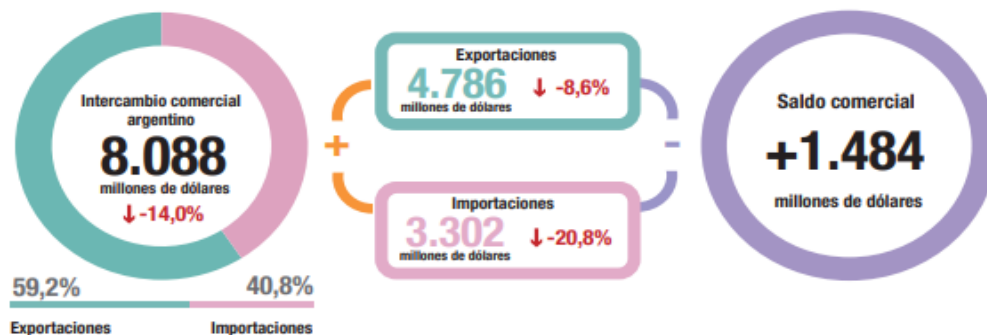 Intercambio comercial
argentino
8.088
millones de dólares
↓ -14,0%
59,2%
40,8%
Exportaciones
Importaciones
+
Exportaciones
4.786
millones de dólares
↓ -8,6%
Importaciones
3.302
millones de dólares
↓ -20,8%
-
Saldo comercial
+1.484
millones de dólares